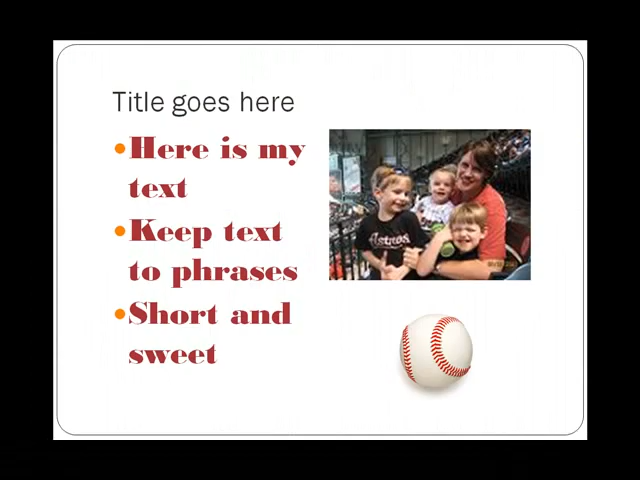 Title goes here
Here is my
text
Keep text
to phrases
Short and
sweet
Astros